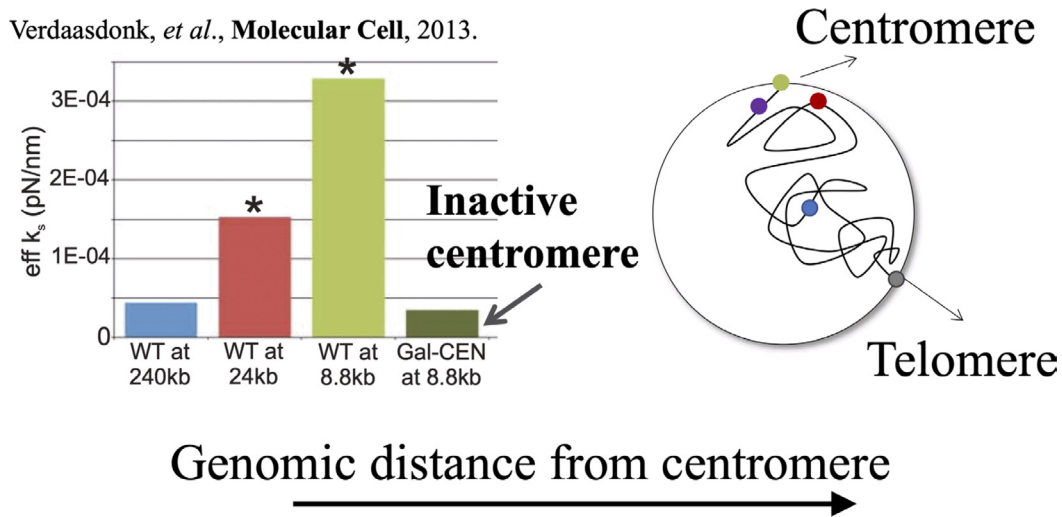 Verdaasdonk, et al., Molecular Cell, 2013.
eff kₛ (pN/nm)
3E-04
2E-04
1E-04
0
*
*
WT at
240kb
WT at
24kb
WT at
8.8kb
Gal-CEN
at 8.8kb
Inactive
centromere
Centromere
Telomere
Genomic distance from centromere